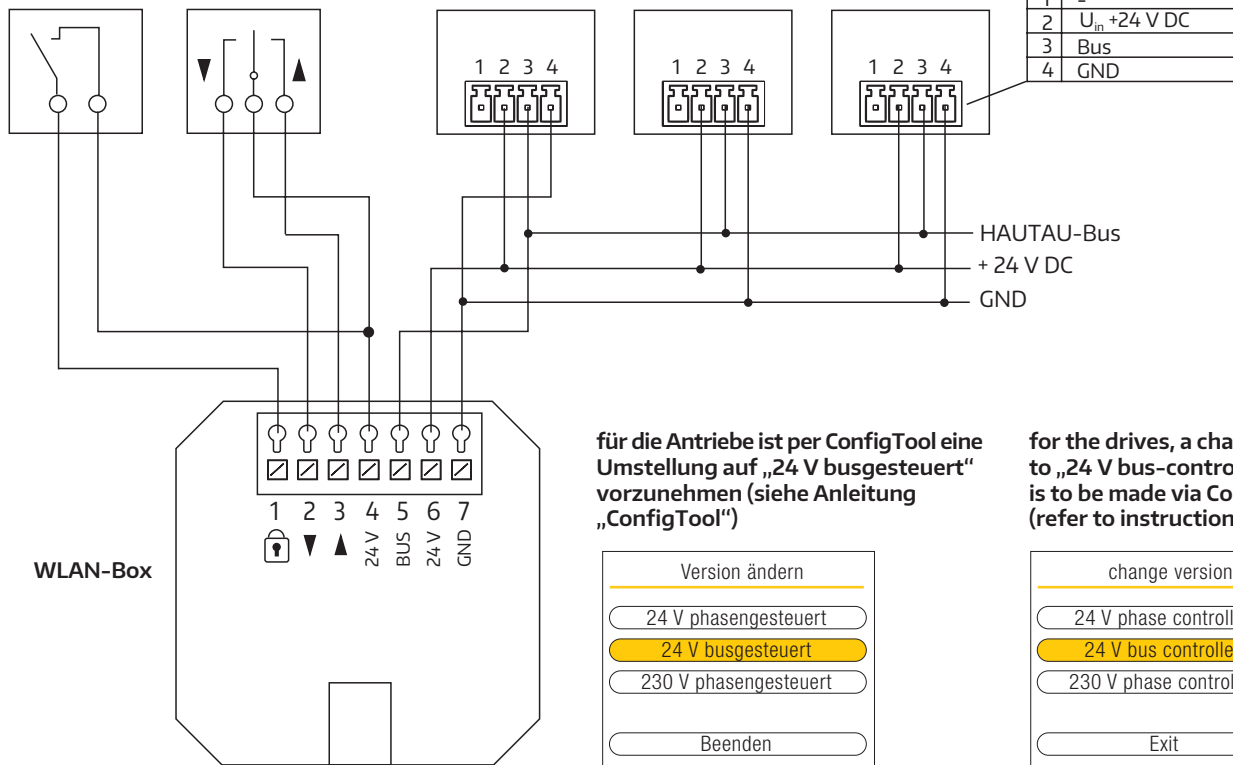 1 -
2 Uin +24 V DC
3 Bus
4 GND
1 2 3 4
1 2 3 4
1 2 3 4
HAUTAU-Bus
+ 24 V DC
GND
1 2 3 4 5 6 7
24 V
BUS
24 V
GND
WLAN-Box
für die Antriebe ist per ConfigTool eine
Umstellung auf „24 V busgesteuert“
vorzunehmen (siehe Anleitung
„ConfigTool“)
Version ändern
24 V phasengesteuert
24 V busgesteuert
230 V phasengesteuert
Beenden
for the drives, a cha
to „24 V bus-contro
is to be made via Co
(refer to instruction
change version
24 V phase controll
24 V bus controlle
230 V phase control
Exit